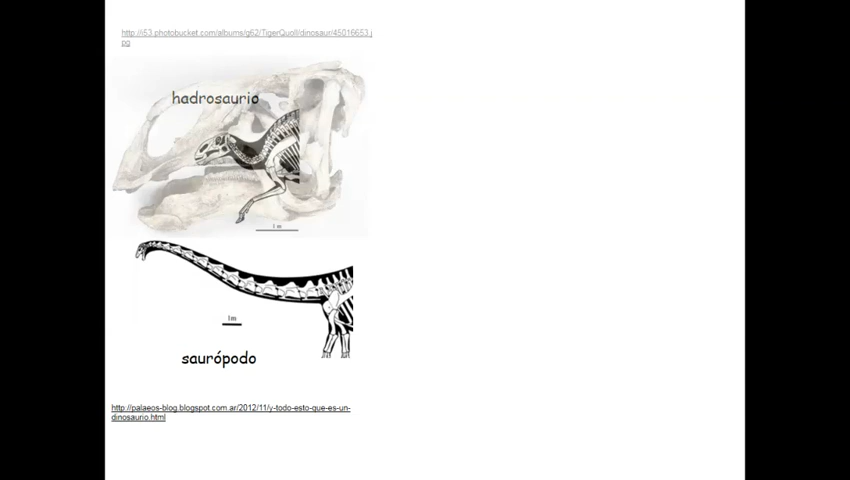 http://i53.photobucket.com/albums/g62/TigerQuoll/dinosaur/45016653.j
pg
hadrosaurio
1 m
1m
saurópodo
http://palaeos-blog.blogspot.com.ar/2012/11/y-todo-esto-que-es-un-
dinosaurio.html